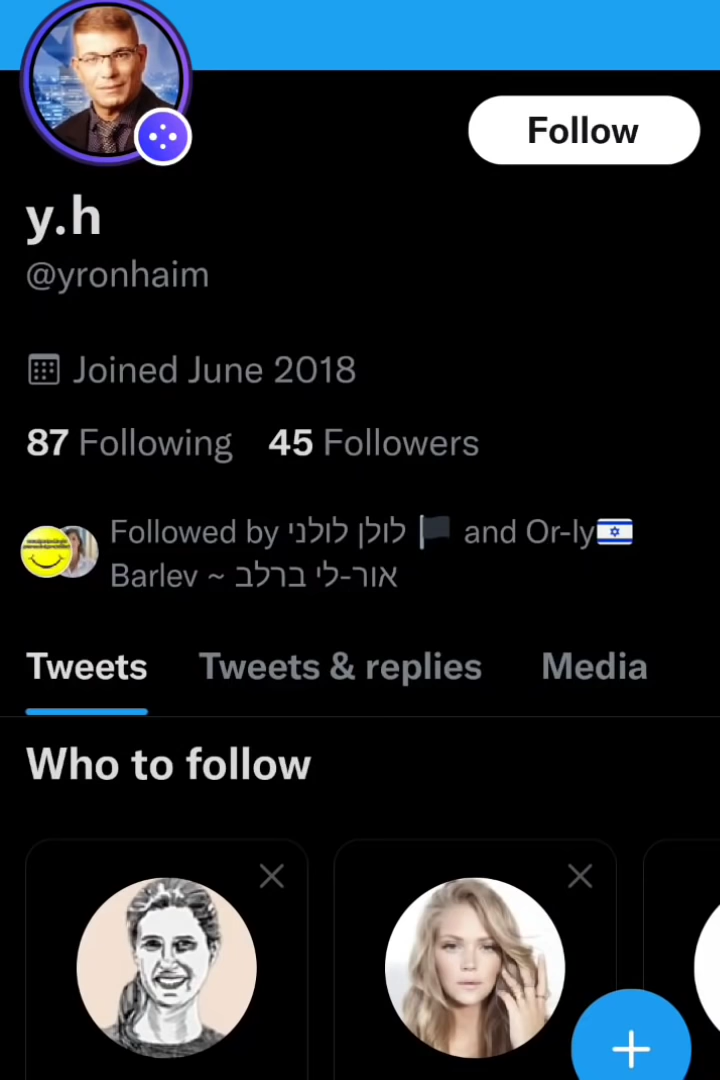 Follow
y.h
@yronhaim
Joined June 2018
87 Following 45 Followers
Followed by לולן לולני 🏴 and Or-ly🇮🇱
Barlev ~ אור-לי ברלב
Tweets Tweets & replies Media
Who to follow